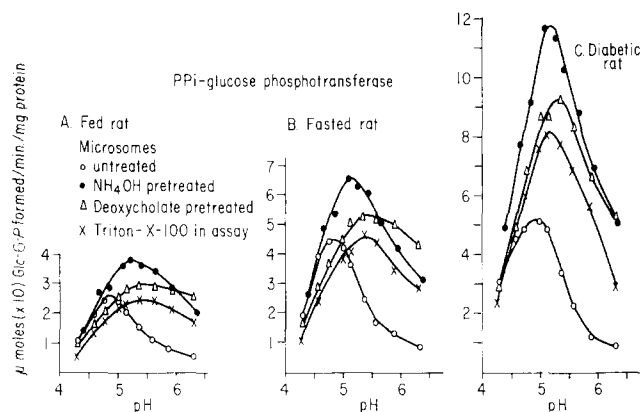 PPi-glucose phosphotransferase
μ moles (x 10) Glc-6-P formed/min./mg protein
A. Fed rat
Microsomes
○ untreated
● NH4OH pretreated
△ Deoxycholate pretreated
× Triton-X-100 in assay
4
3
2
1
4 5 6
pH
B. Fasted rat
7
6
5
4
3
2
1
4 5 6
pH
C. Diabetic
rat
12
10
8
6
4
2
4 5 6
pH